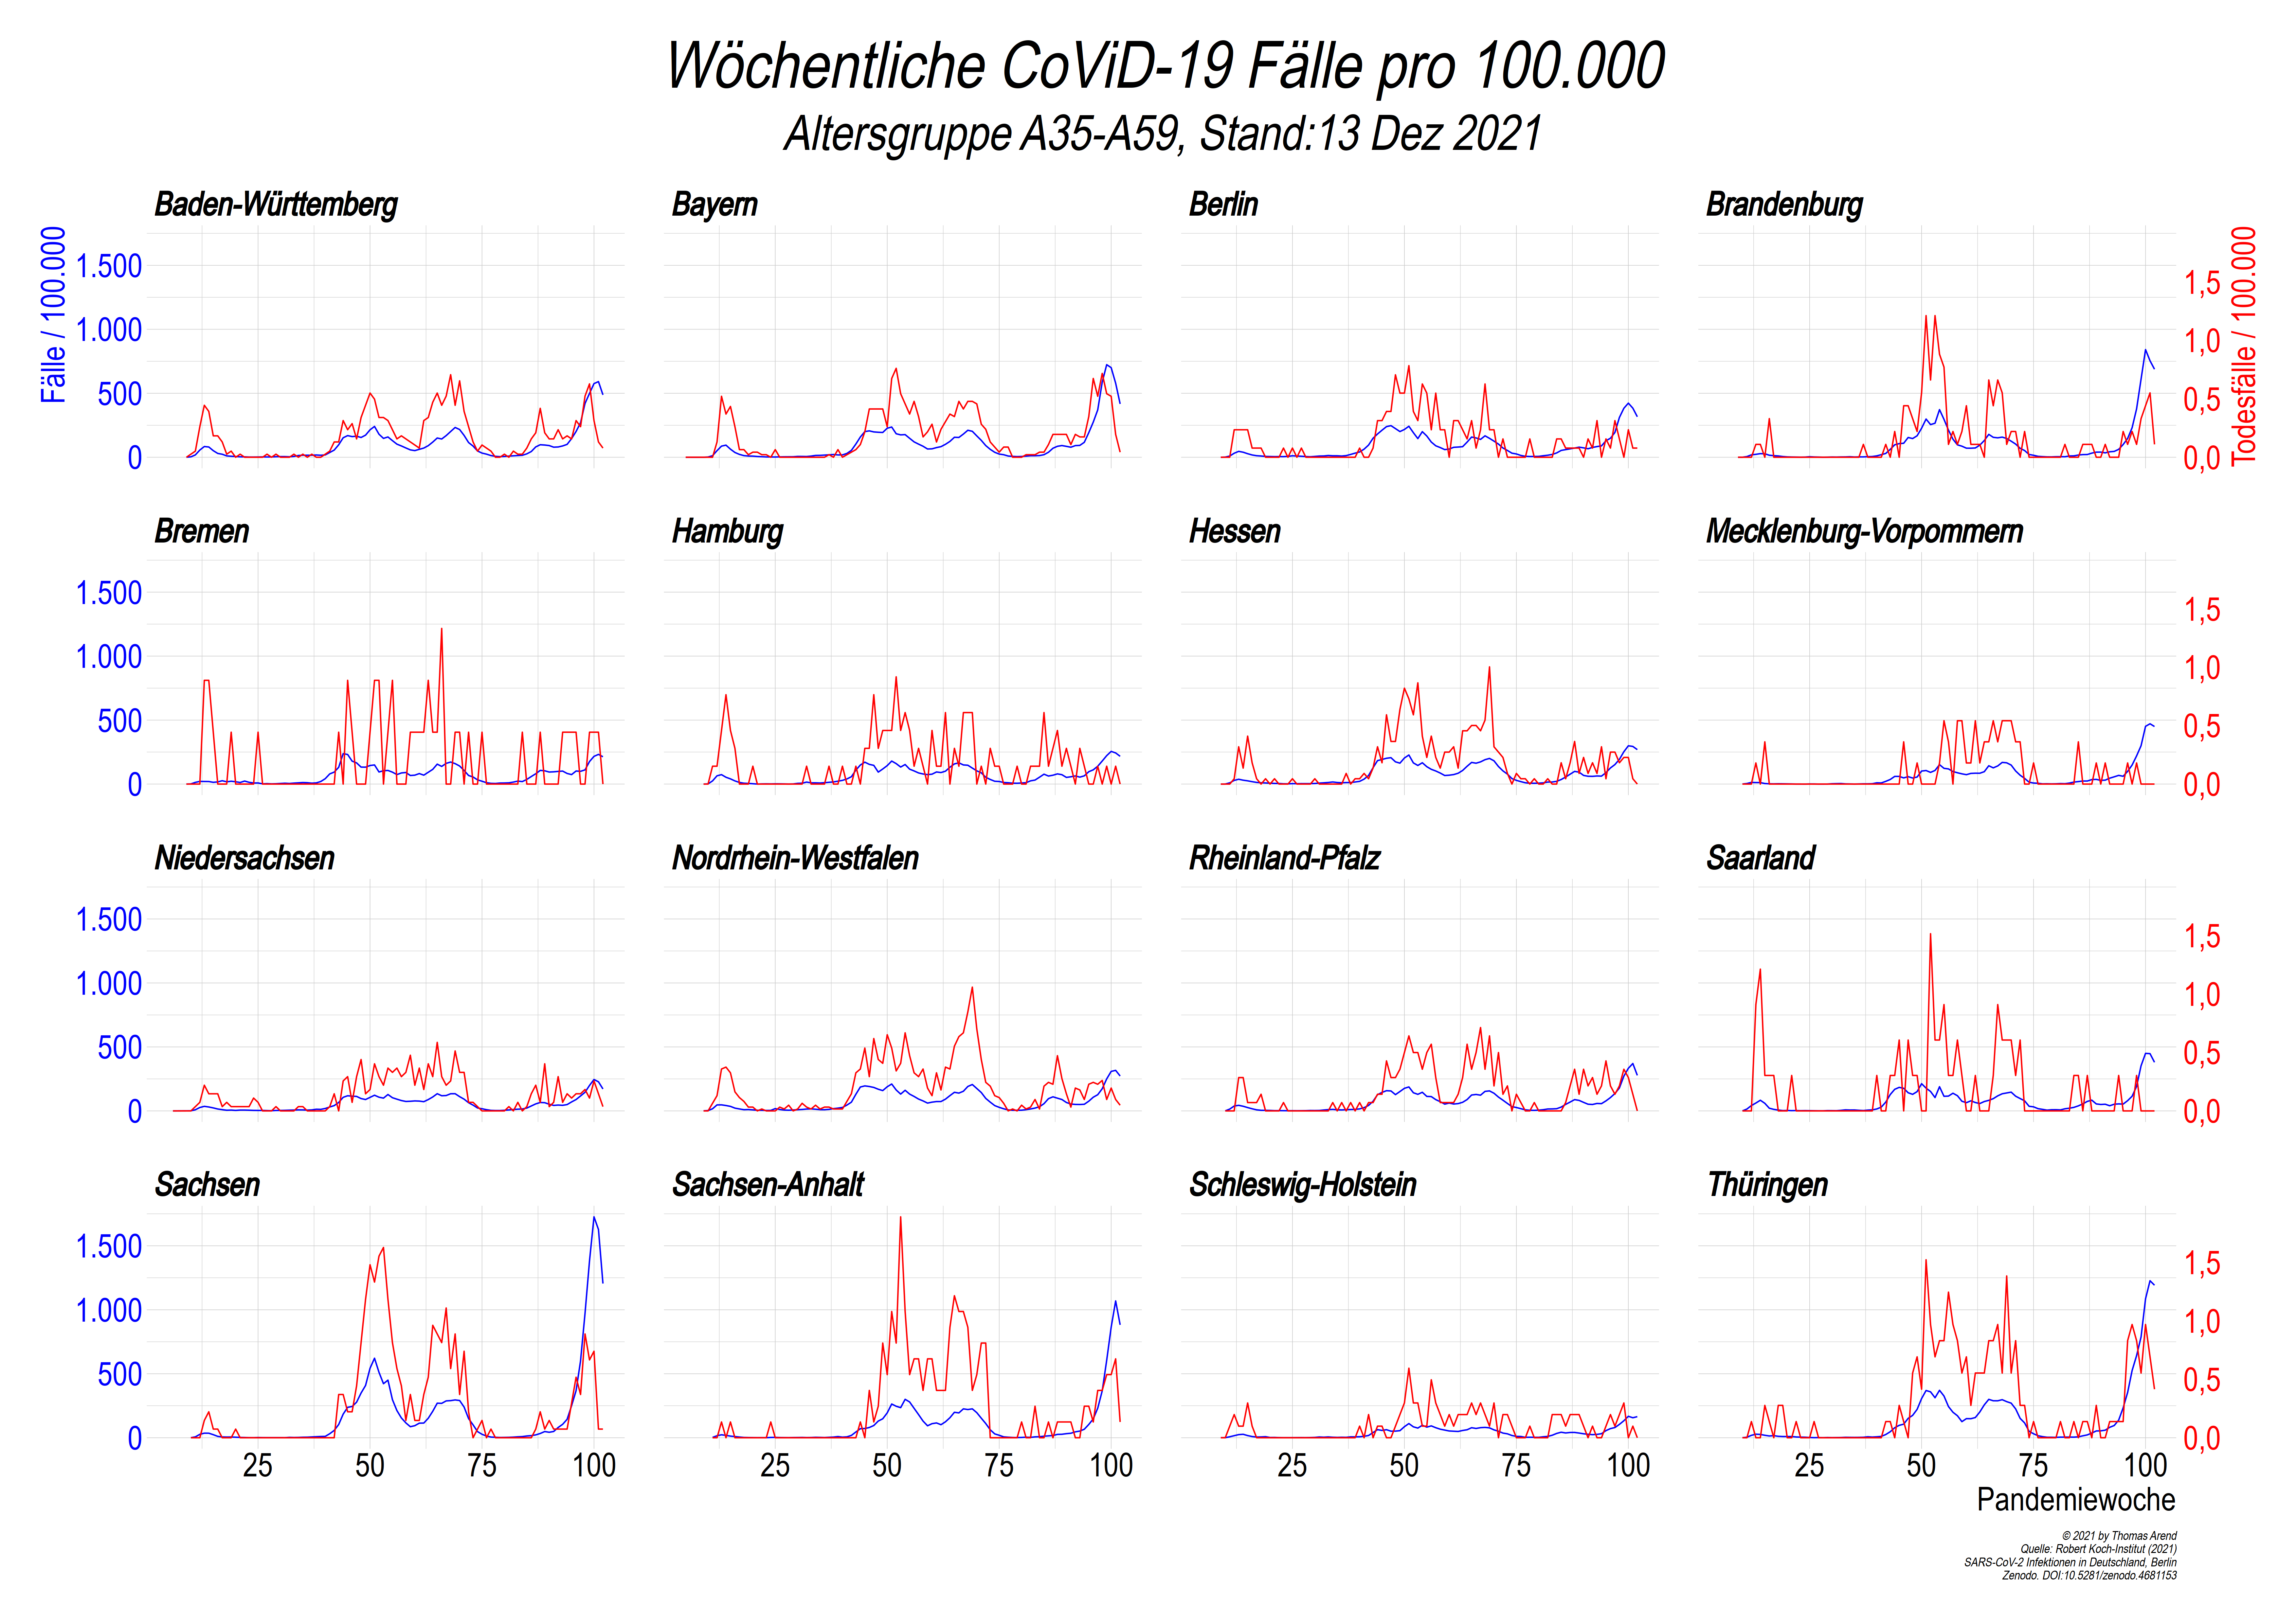 Wöchentliche CoViD-19 Fälle pro 100.000
Altersgruppe A35-A59, Stand:13 Dez 2021
Baden-Württemberg
Bayern
Berlin
Brandenburg
Fälle / 100.000
1.500
1.000
500
0
1,5
1,0
0,5
0,0
Todesfälle / 100.000
Bremen
Hamburg
Hessen
Mecklenburg-Vorpommern
1.500
1.000
500
0
1,5
1,0
0,5
0,0
Niedersachsen
Nordrhein-Westfalen
Rheinland-Pfalz
Saarland
1.500
1.000
500
0
1,5
1,0
0,5
0,0
Sachsen
Sachsen-Anhalt
Schleswig-Holstein
Thüringen
1.500
1.000
500
0
1,5
1,0
0,5
0,0
25 50 75 100
25 50 75 100
25 50 75 100
25 50 75 100
Pandemiewoche
© 2021 by Thomas Arend
Quelle: Robert Koch-Institut (2021)
SARS-CoV-2 Infektionen in Deutschland, Berlin
Zenodo. DOI:10.5281/zenodo.4681153